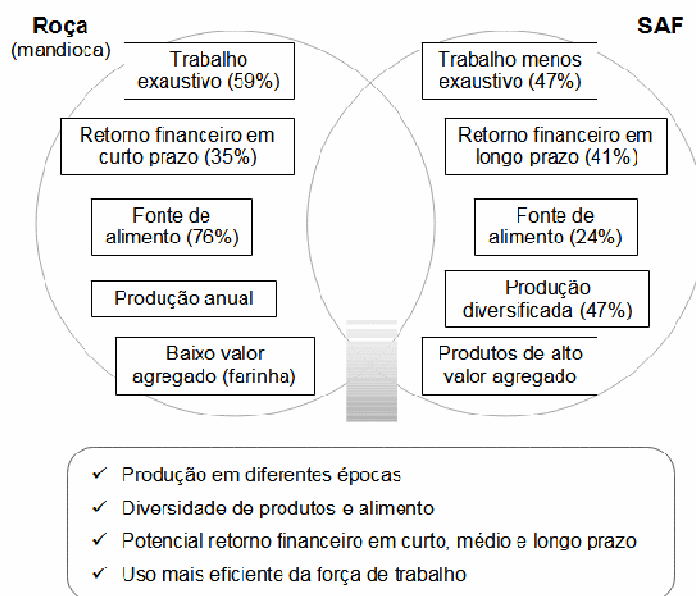 Roça
(mandioca)
SAF
Trabalho
exaustivo (59%)
Retorno financeiro em
curto prazo (35%)
Fonte de
alimento (76%)
Produção anual
Baixo valor
agregado (farinha)
Trabalho menos
exaustivo (47%)
Retorno financeiro em
longo prazo (41%)
Fonte de
alimento (24%)
Produção
diversificada (47%)
Produtos de alto
valor agregado
✓ Produção em diferentes épocas
✓ Diversidade de produtos e alimento
✓ Potencial retorno financeiro em curto, médio e longo prazo
✓ Uso mais eficiente da força de trabalho